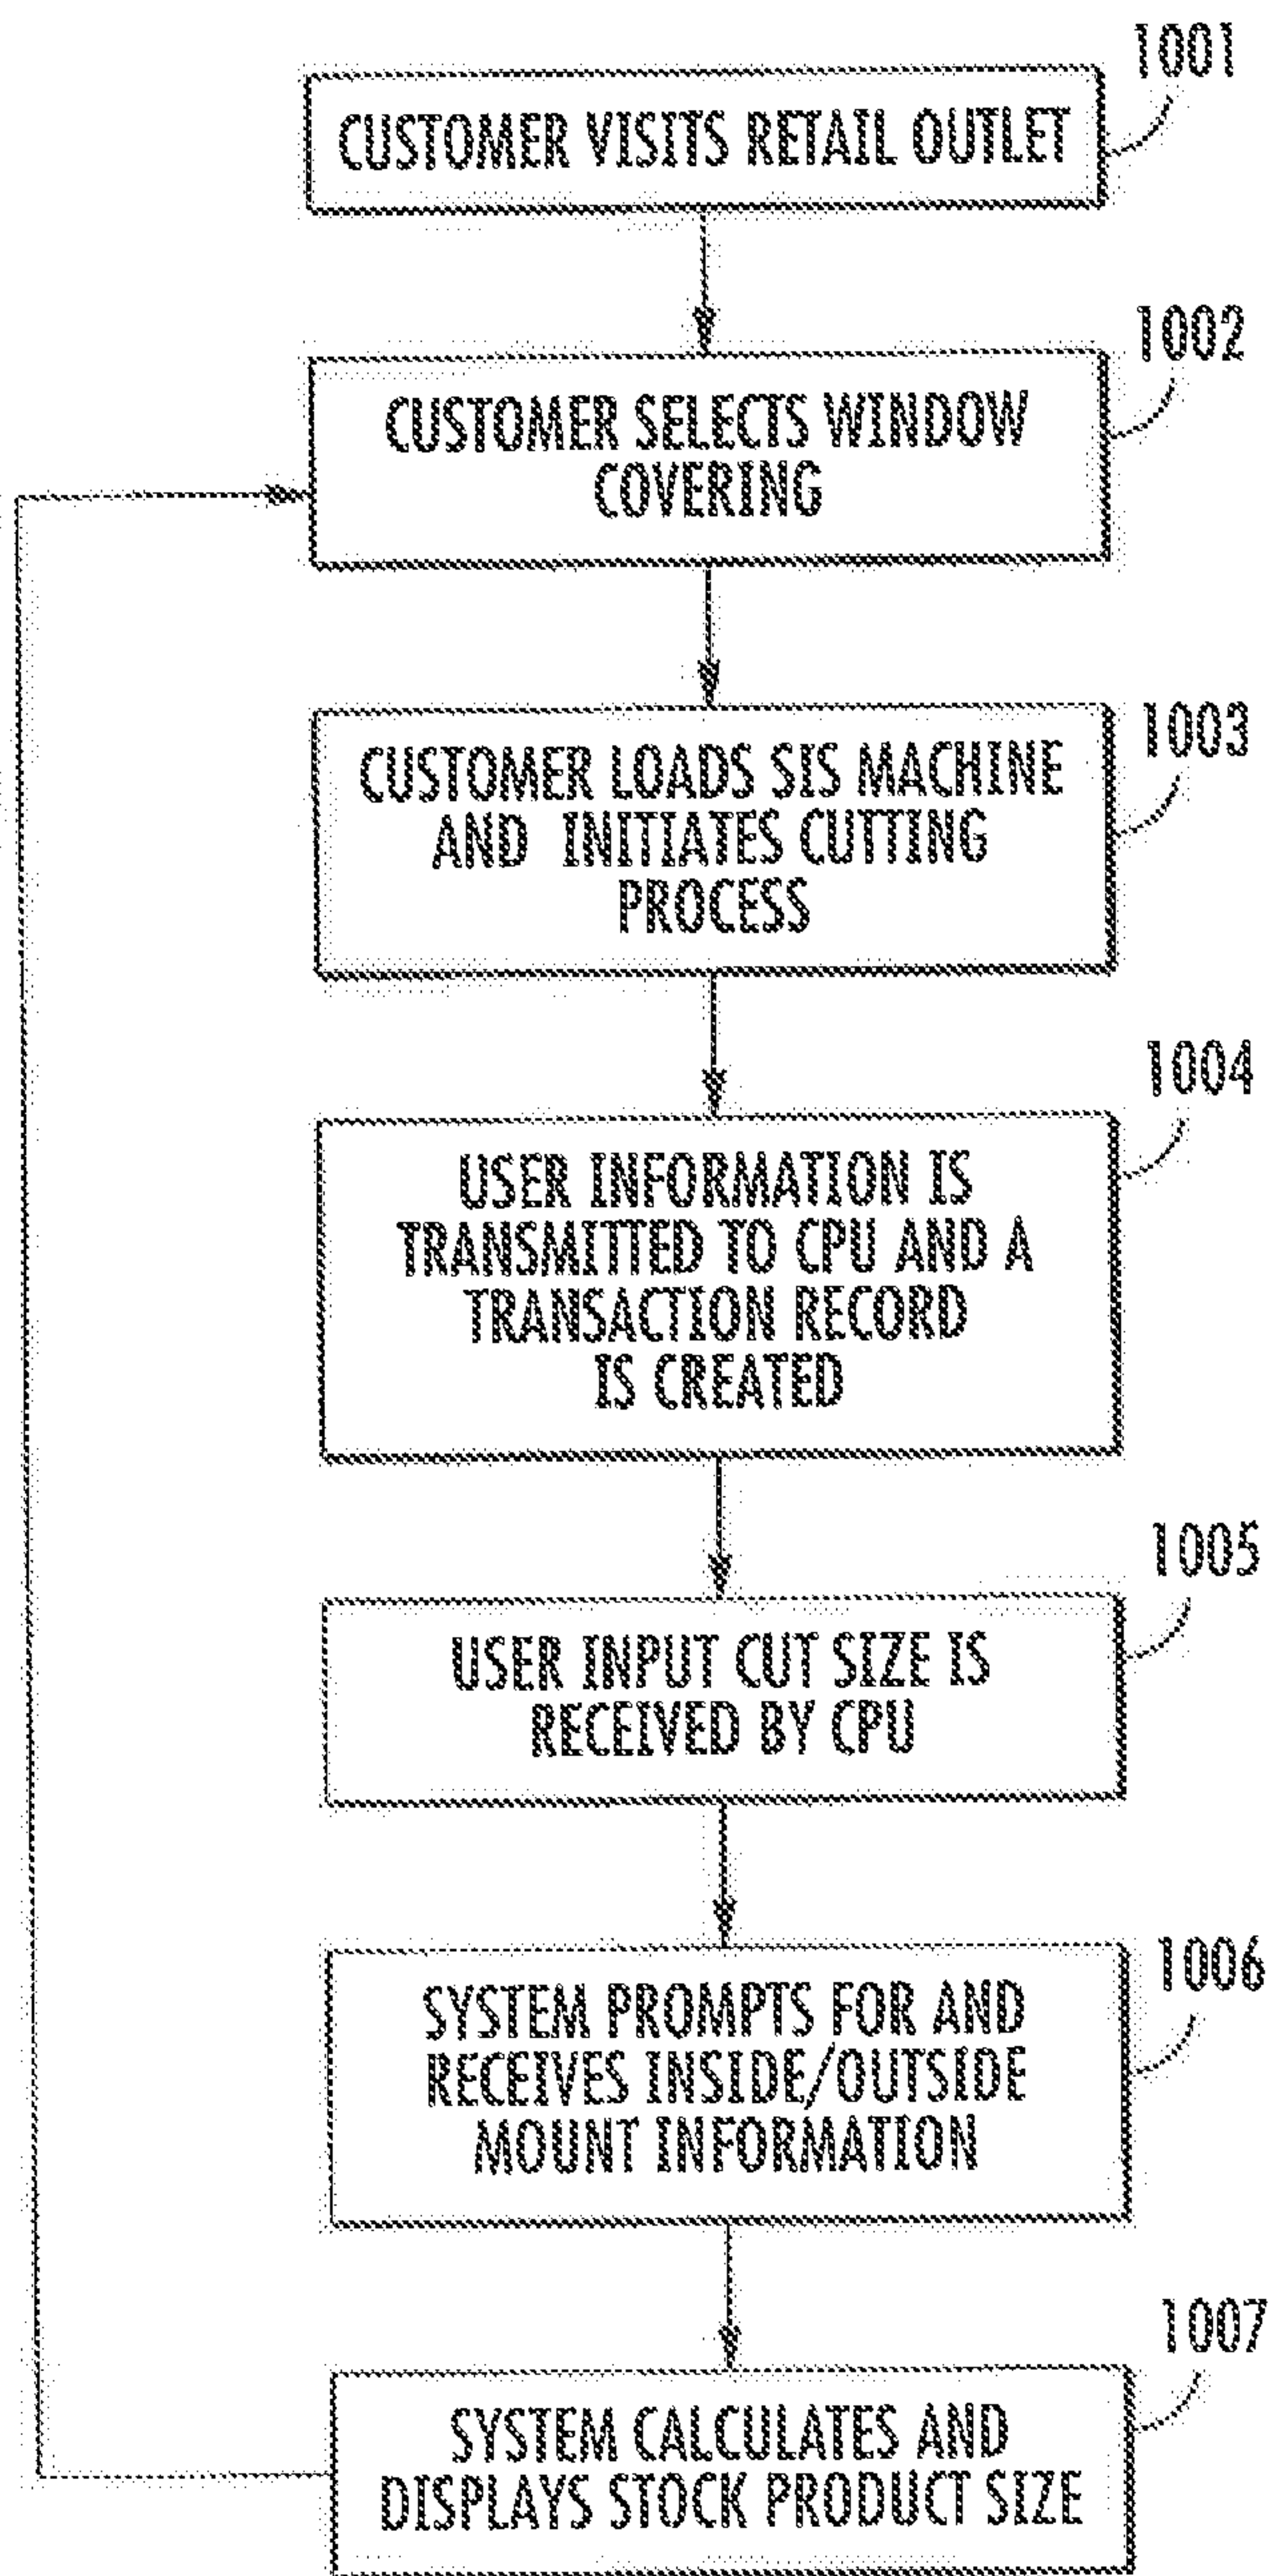 1001
CUSTOMER VISITS RETAIL OUTLET
1002
CUSTOMER SELECTS WINDOW
COVERING
1003
CUSTOMER LOADS SIS MACHINE
AND INITIATES CUTTING
PROCESS
1004
USER INFORMATION IS
TRANSMITTED TO CPU AND A
TRANSACTION RECORD
IS CREATED
1005
USER INPUT CUT SIZE IS
RECEIVED BY CPU
1006
SYSTEM PROMPTS FOR AND
RECEIVES INSIDE/OUTSIDE
MOUNT INFORMATION
1007
SYSTEM CALCULATES AND
DISPLAYS STOCK PRODUCT SIZE